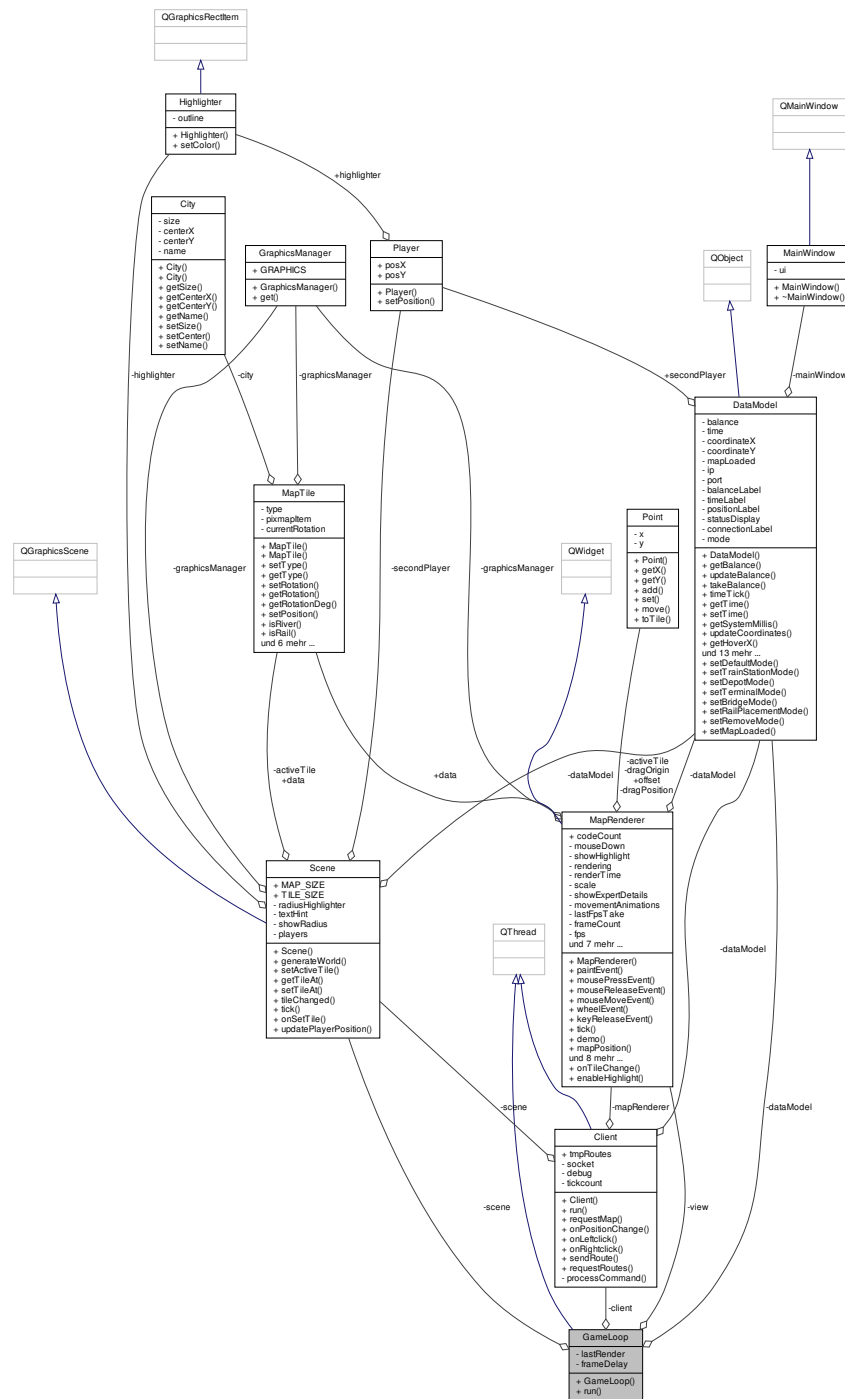 QGraphicsRectItem
Highlighter
- outline
+ Highlighter()
+ setColor()
QMainWindow
+highlighter
City
- size
- centerX
- centerY
- name
+ City()
+ City()
+ getSize()
+ getCenterX()
+ getCenterY()
+ getName()
+ setSize()
+ setCenter()
+ setName()
GraphicsManager
+ GRAPHICS
+ GraphicsManager()
+ get()
Player
+ posX
+ posY
+ Player()
+ setPosition()
QObject
MainWindow
- ui
+ MainWindow()
+ ~MainWindow()
-highlighter
-city
-graphicsManager
+secondPlayer
-mainWindow
DataModel
- balance
- time
- coordinateX
- coordinateY
- mapLoaded
- ip
- port
- balanceLabel
- timeLabel
- positionLabel
- statusDisplay
- connectionLabel
- mode
+ DataModel()
+ getBalance()
+ updateBalance()
+ takeBalance()
+ timeTick()
+ getTime()
+ setTime()
+ getSystemMillis()
+ updateCoordinates()
+ getHoverX()
und 13 mehr ...
+ setDefaultMode()
+ setTrainStationMode()
+ setDepotMode()
+ setTerminalMode()
+ setBridgeMode()
+ setRailPlacementMode()
+ setRemoveMode()
+ setMapLoaded()
MapTile
- type
- pixmapItem
- currentRotation
+ MapTile()
+ MapTile()
+ setType()
+ getType()
+ setRotation()
+ getRotation()
+ getRotationDeg()
+ setPosition()
+ isRiver()
+ isRail()
und 6 mehr ...
Point
- x
- y
+ Point()
+ getX()
+ getY()
+ add()
+ set()
+ move()
+ toTile()
QGraphicsScene
-graphicsManager
-secondPlayer
-graphicsManager
QWidget
-activeTile
+data
+data
-dataModel
-activeTile
-dragOrigin
+offset
-dragPosition
-dataModel
MapRenderer
+ codeCount
- mouseDown
- showHighlight
- rendering
- renderTime
- scale
- showExpertDetails
- movementAnimations
- lastFpsTake
- frameCount
- fps
und 7 mehr ...
+ MapRenderer()
+ paintEvent()
+ mousePressEvent()
+ mouseReleaseEvent()
+ mouseMoveEvent()
+ wheelEvent()
+ keyReleaseEvent()
+ tick()
+ demo()
+ mapPosition()
und 8 mehr ...
+ onTileChange()
+ enableHighlight()
Scene
+ MAP_SIZE
+ TILE_SIZE
- radiusHighlighter
- textHint
- showRadius
- players
+ Scene()
+ generateWorld()
+ setActiveTile()
+ getTileAt()
+ setTileAt()
+ tileChanged()
+ tick()
+ onSetTile()
+ updatePlayerPosition()
QThread
-dataModel
-scene
-mapRenderer
-dataModel
Client
+ tmpRoutes
- socket
- debug
- tickcount
+ Client()
+ run()
+ requestMap()
+ onPositionChange()
+ onLeftclick()
+ onRightclick()
+ sendRoute()
+ requestRoutes()
- processCommand()
-scene
-view
-client
GameLoop
- lastRender
- frameDelay
+ GameLoop()
+ run()